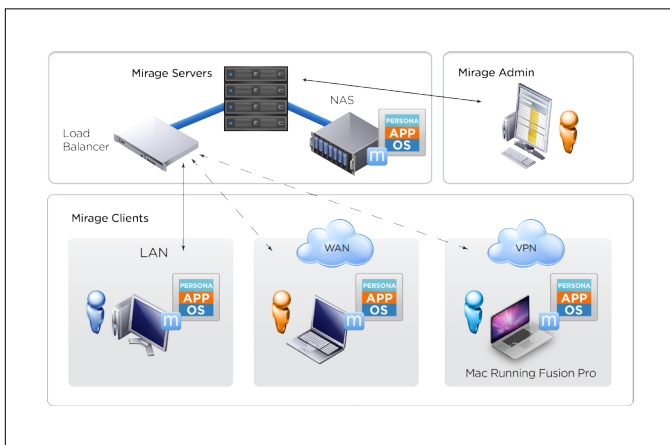 Mirage Servers
Mirage Admin
NAS
Load
Balancer
PERSONA
APP
OS
m
Mirage Clients
LAN
WAN
VPN
PERSONA
APP
OS
m
PERSONA
APP
OS
m
PERSONA
APP
OS
m
Mac Running Fusion Pro